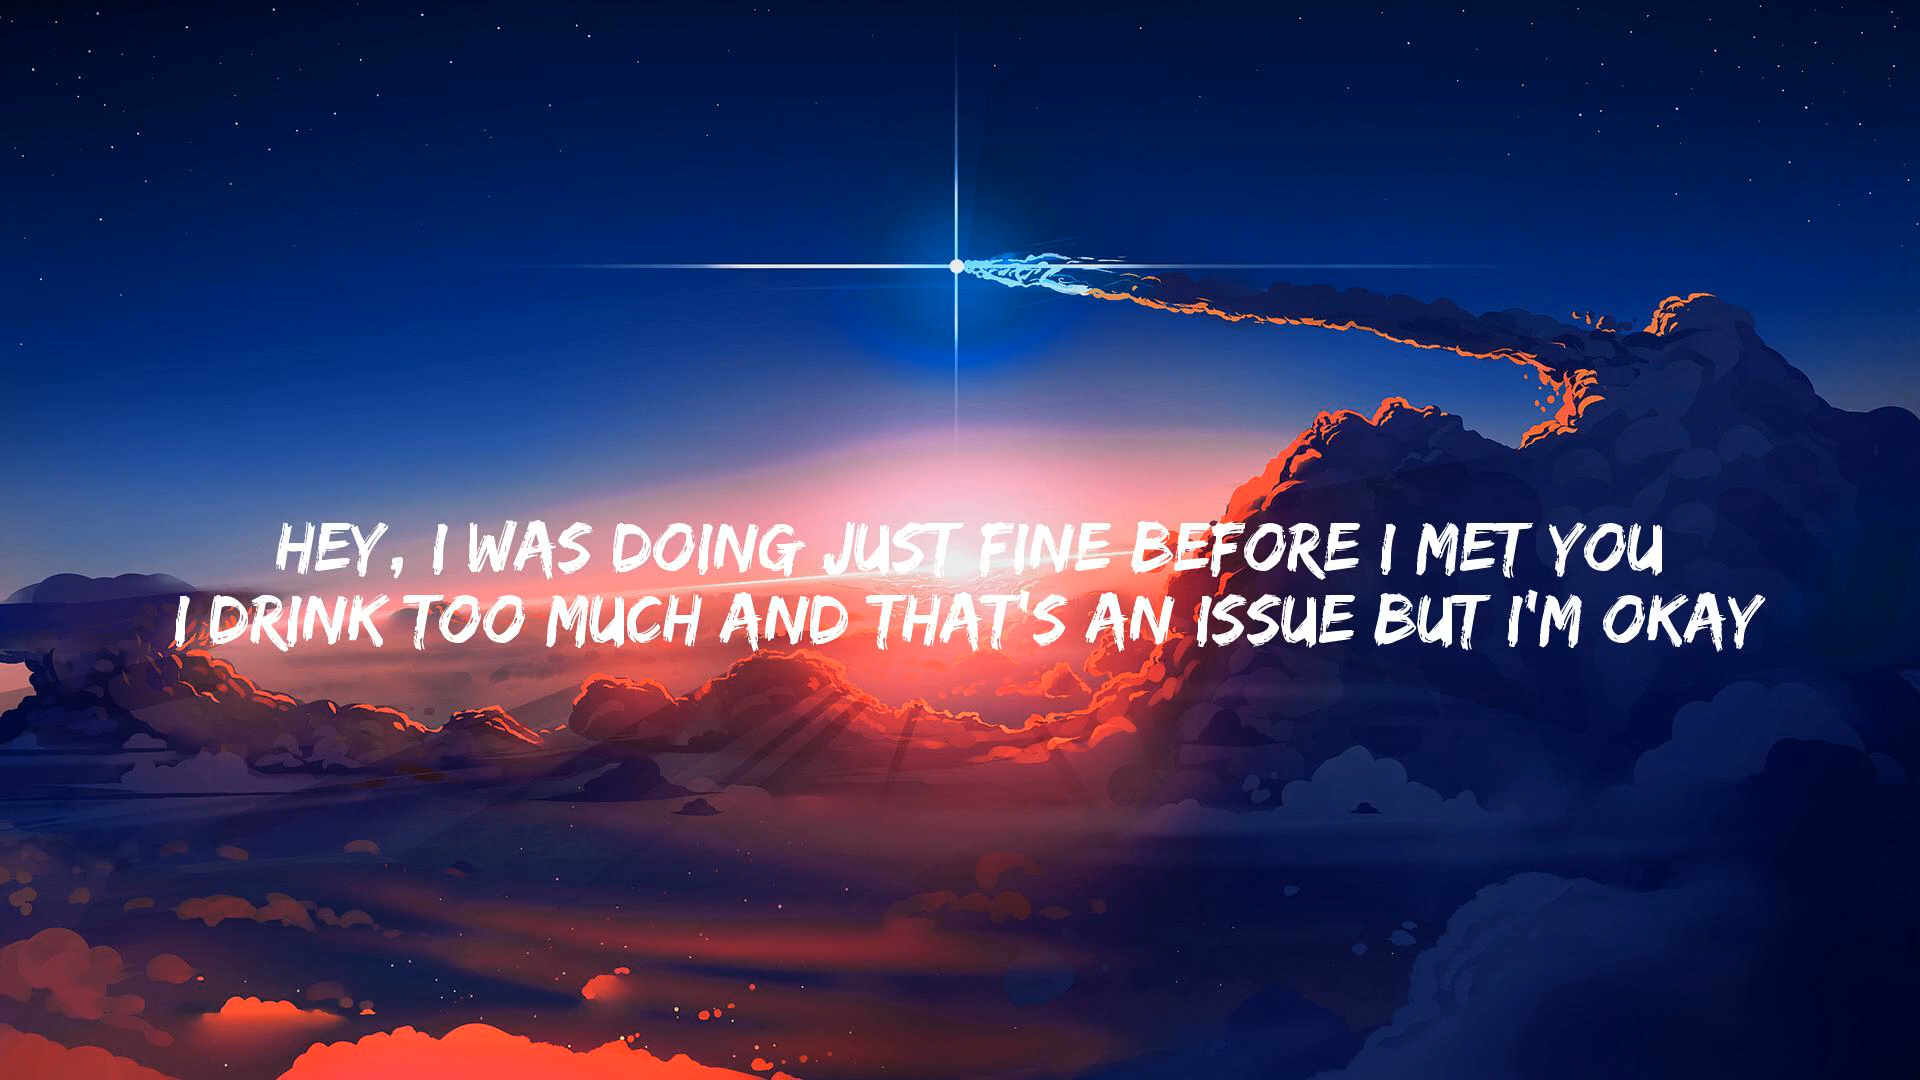 HEY, I WAS DOING JUST FINE BEFORE I MET YOU
I DRINK TOO MUCH AND THAT'S AN ISSUE BUT I'M OKAY